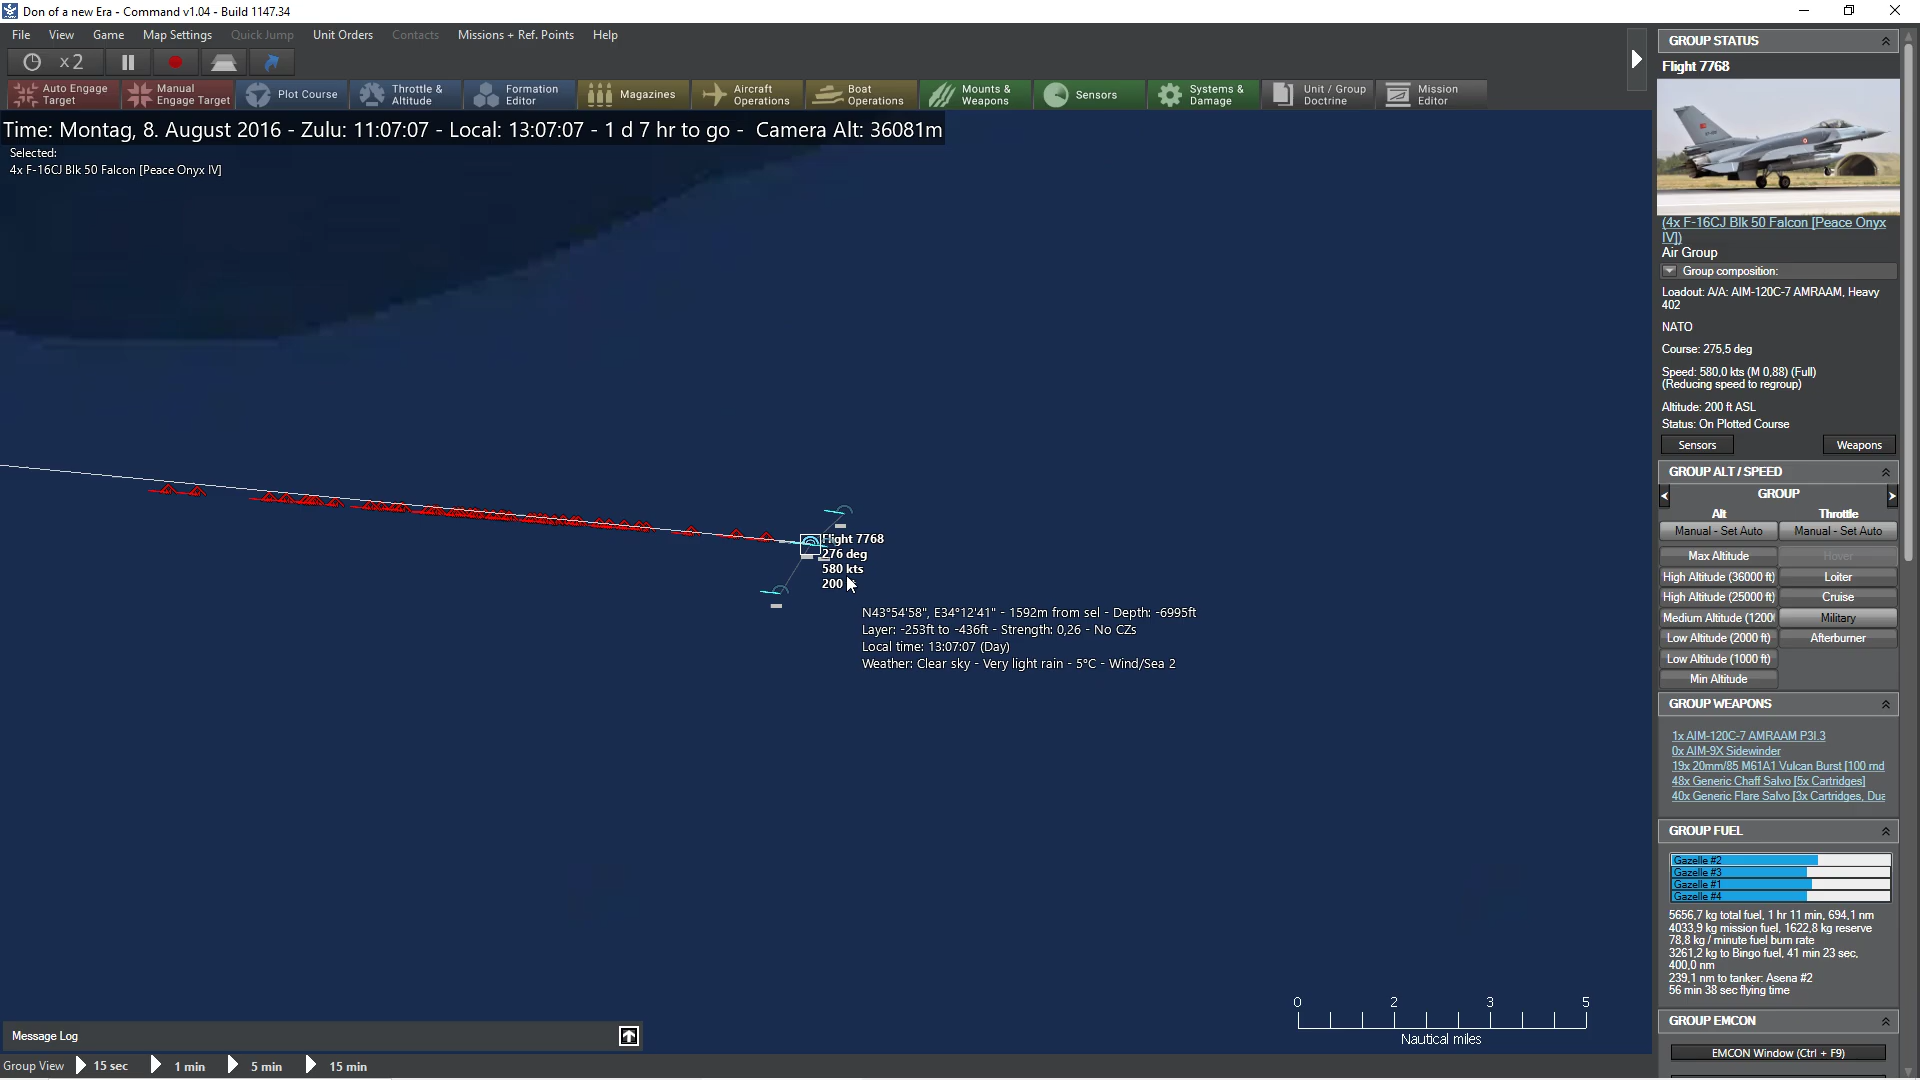 Don of a new Era - Command v1.04 - Build 1147.34
File View Game Map Settings Quick Jump Unit Orders Contacts Missions + Ref. Points Help
x 2
Auto Engage Target
Manual Engage Target
Plot Course
Throttle & Altitude
Formation Editor
Magazines
Aircraft Operations
Boat Operations
Mounts & Weapons
Sensors
Systems & Damage
Unit / Group Doctrine
Mission Editor
Time: Montag, 8. August 2016 - Zulu: 11:07:07 - Local: 13:07:07 - 1 d 7 hr to go - Camera Alt: 36081m
Selected:
4x F-16CJ Blk 50 Falcon [Peace Onyx IV]
Flight 7768
276 deg
580 kts
200
N43°54'58", E34°12'41" - 1592m from sel - Depth: -6995ft
Layer: -253ft to -436ft - Strength: 0,26 - No CZs
Local time: 13:07:07 (Day)
Weather: Clear sky - Very light rain - 5°C - Wind/Sea 2
0 2 3 5
Nautical miles
Message Log
Group View 15 sec 1 min 5 min 15 min
GROUP STATUS
Flight 7768
(4x F-16CJ Blk 50 Falcon [Peace Onyx
IV])
Air Group
Group composition:
Loadout: A/A: AIM-120C-7 AMRAAM, Heavy
402
NATO
Course: 275,5 deg
Speed: 580,0 kts (M 0,88) (Full)
(Reducing speed to regroup)
Altitude: 200 ft ASL
Status: On Plotted Course
Sensors Weapons
GROUP ALT / SPEED
< GROUP >
Alt Throttle
Manual - Set Auto Manual - Set Auto
Max Altitude Hover
High Altitude (36000 ft) Loiter
High Altitude (25000 ft) Cruise
Medium Altitude (1200 Military
Low Altitude (2000 ft) Afterburner
Low Altitude (1000 ft)
Min Altitude
GROUP WEAPONS
1x AIM-120C-7 AMRAAM P3I.3
0x AIM-9X Sidewinder
19x 20mm/85 M61A1 Vulcan Burst [100 rnd
48x Generic Chaff Salvo [5x Cartridges]
40x Generic Flare Salvo [3x Cartridges, Dua
GROUP FUEL
Gazelle #2
Gazelle #3
Gazelle #1
Gazelle #4
5656,7 kg total fuel, 1 hr 11 min, 694,1 nm
4033,9 kg mission fuel, 1622,8 kg reserve
78,8 kg / minute fuel burn rate
3261,2 kg to Bingo fuel, 41 min 23 sec,
400,0 nm
239,1 nm to tanker: Asena #2
56 min 38 sec flying time
GROUP EMCON
EMCON Window (Ctrl + F9)